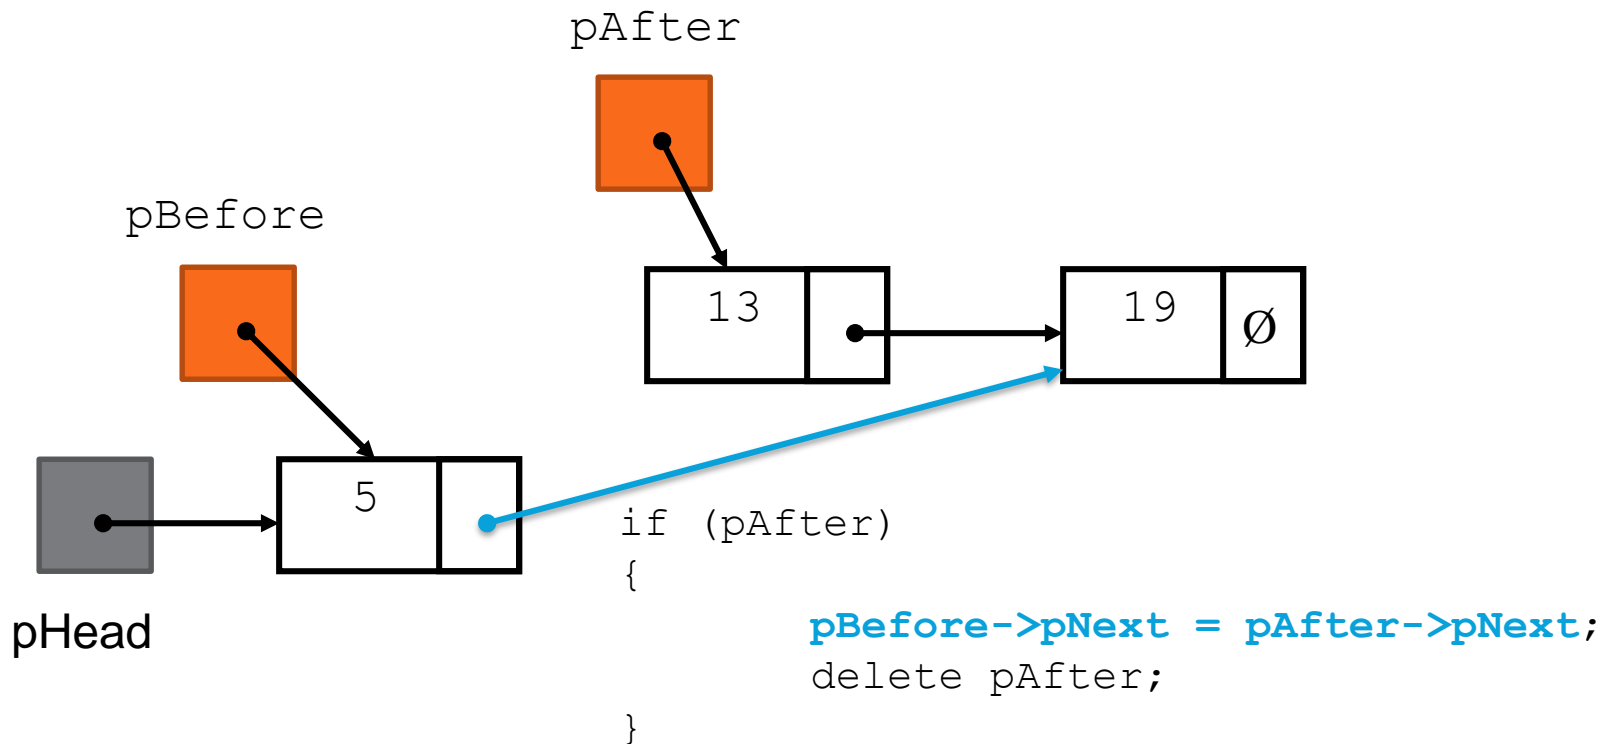 pAfter
pBefore
13
19
Ø
5
pHead
if (pAfter)
{
pBefore->pNext = pAfter->pNext;
delete pAfter;
}